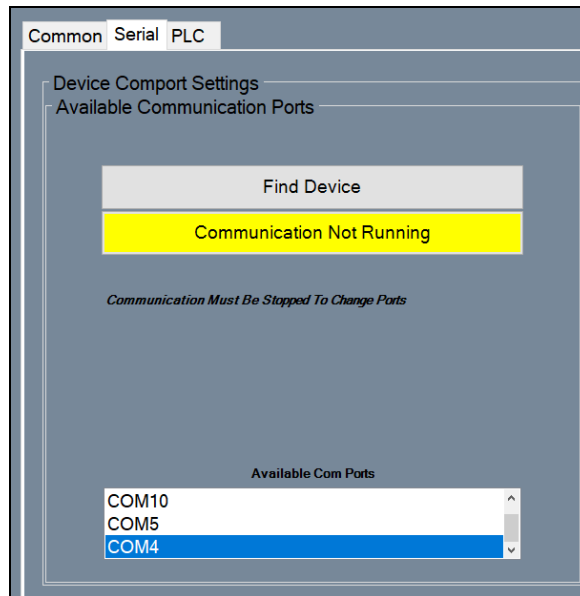 Common Serial PLC
Device Comport Settings
Available Communication Ports
Find Device
Communication Not Running
Communication Must Be Stopped To Change Ports
Available Com Ports
COM10
COM5
COM4